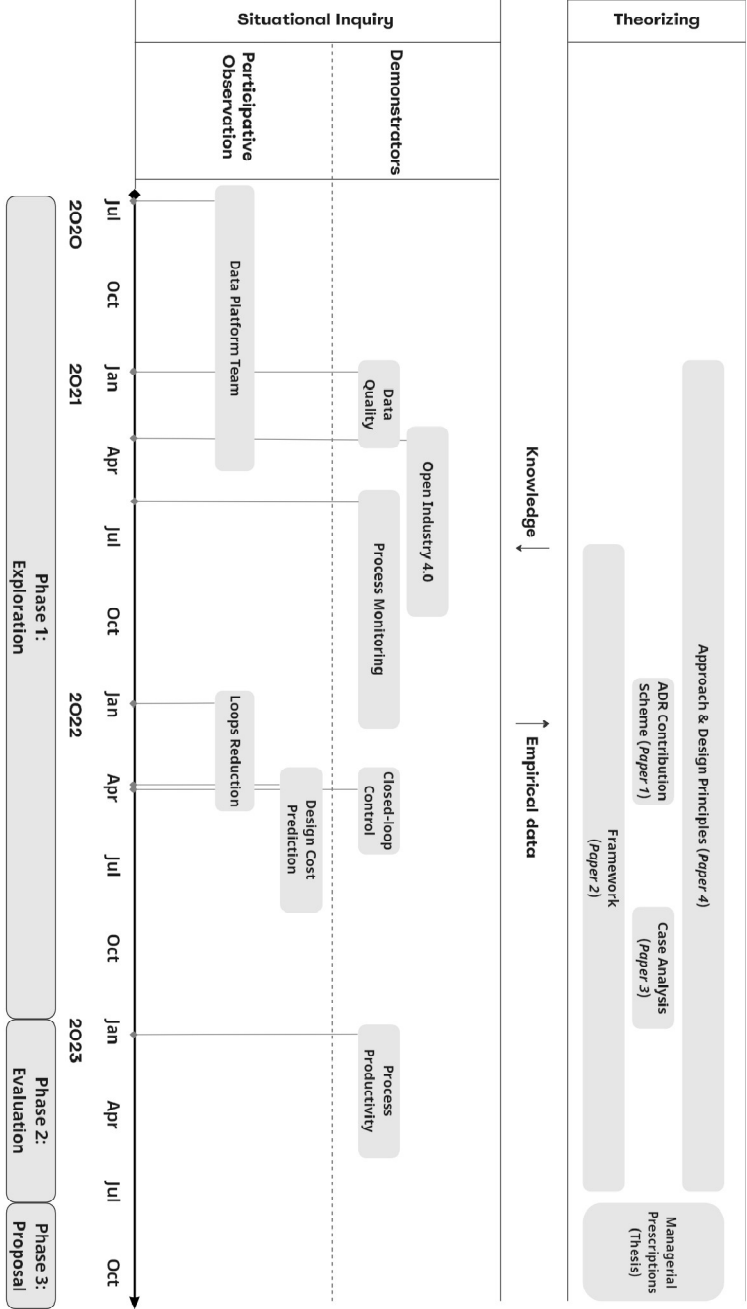 Theorizing
Approach & Design Principles (Paper 4)
ADR Contribution
Scheme (Paper 1)
Case Analysis
(Paper 3)
Framework
(Paper 2)
Managerial
Prescriptions
(Thesis)
Knowledge
Empirical data
Situational Inquiry
Demonstrators
Open Industry 4.0
Data
Quality
Process Monitoring
Closed-loop
Control
Process
Productivity
Participative
Observation
Design Cost
Prediction
Data Platform Team
Loops Reduction
Jul
Oct
Jan
Apr
Jul
Oct
Jan
Apr
Jul
Oct
Jan
Apr
Jul
Oct
2020
2021
2022
2023
Phase 1:
Exploration
Phase 2:
Evaluation
Phase 3:
Proposal